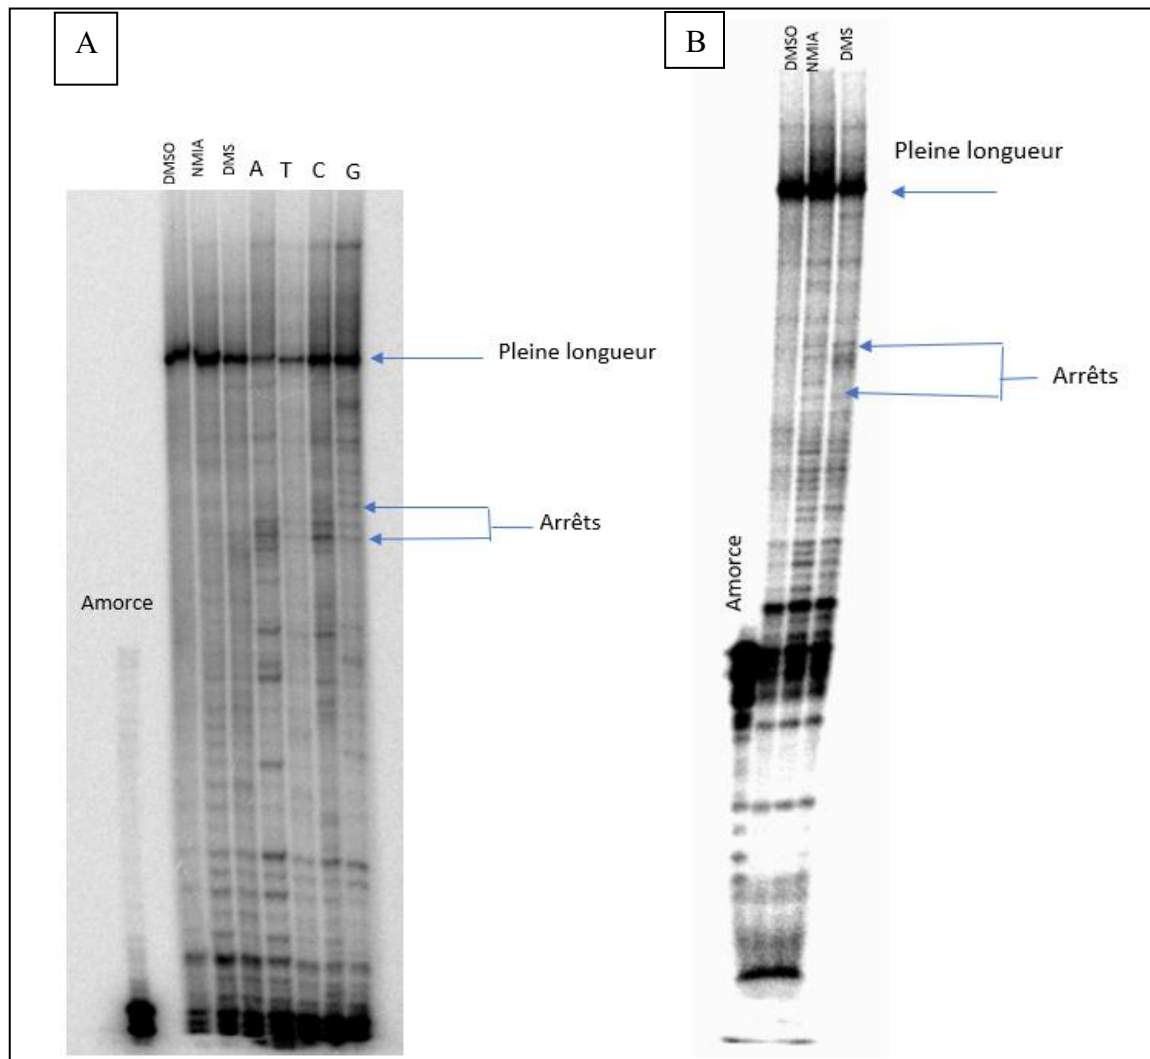 A
DMSO
NMIA
DMS
A
T
C
G
Pleine longueur
Arrêts
Amorce
B
DMSO
NMIA
DMS
Pleine longueur
Arrêts
Amorce